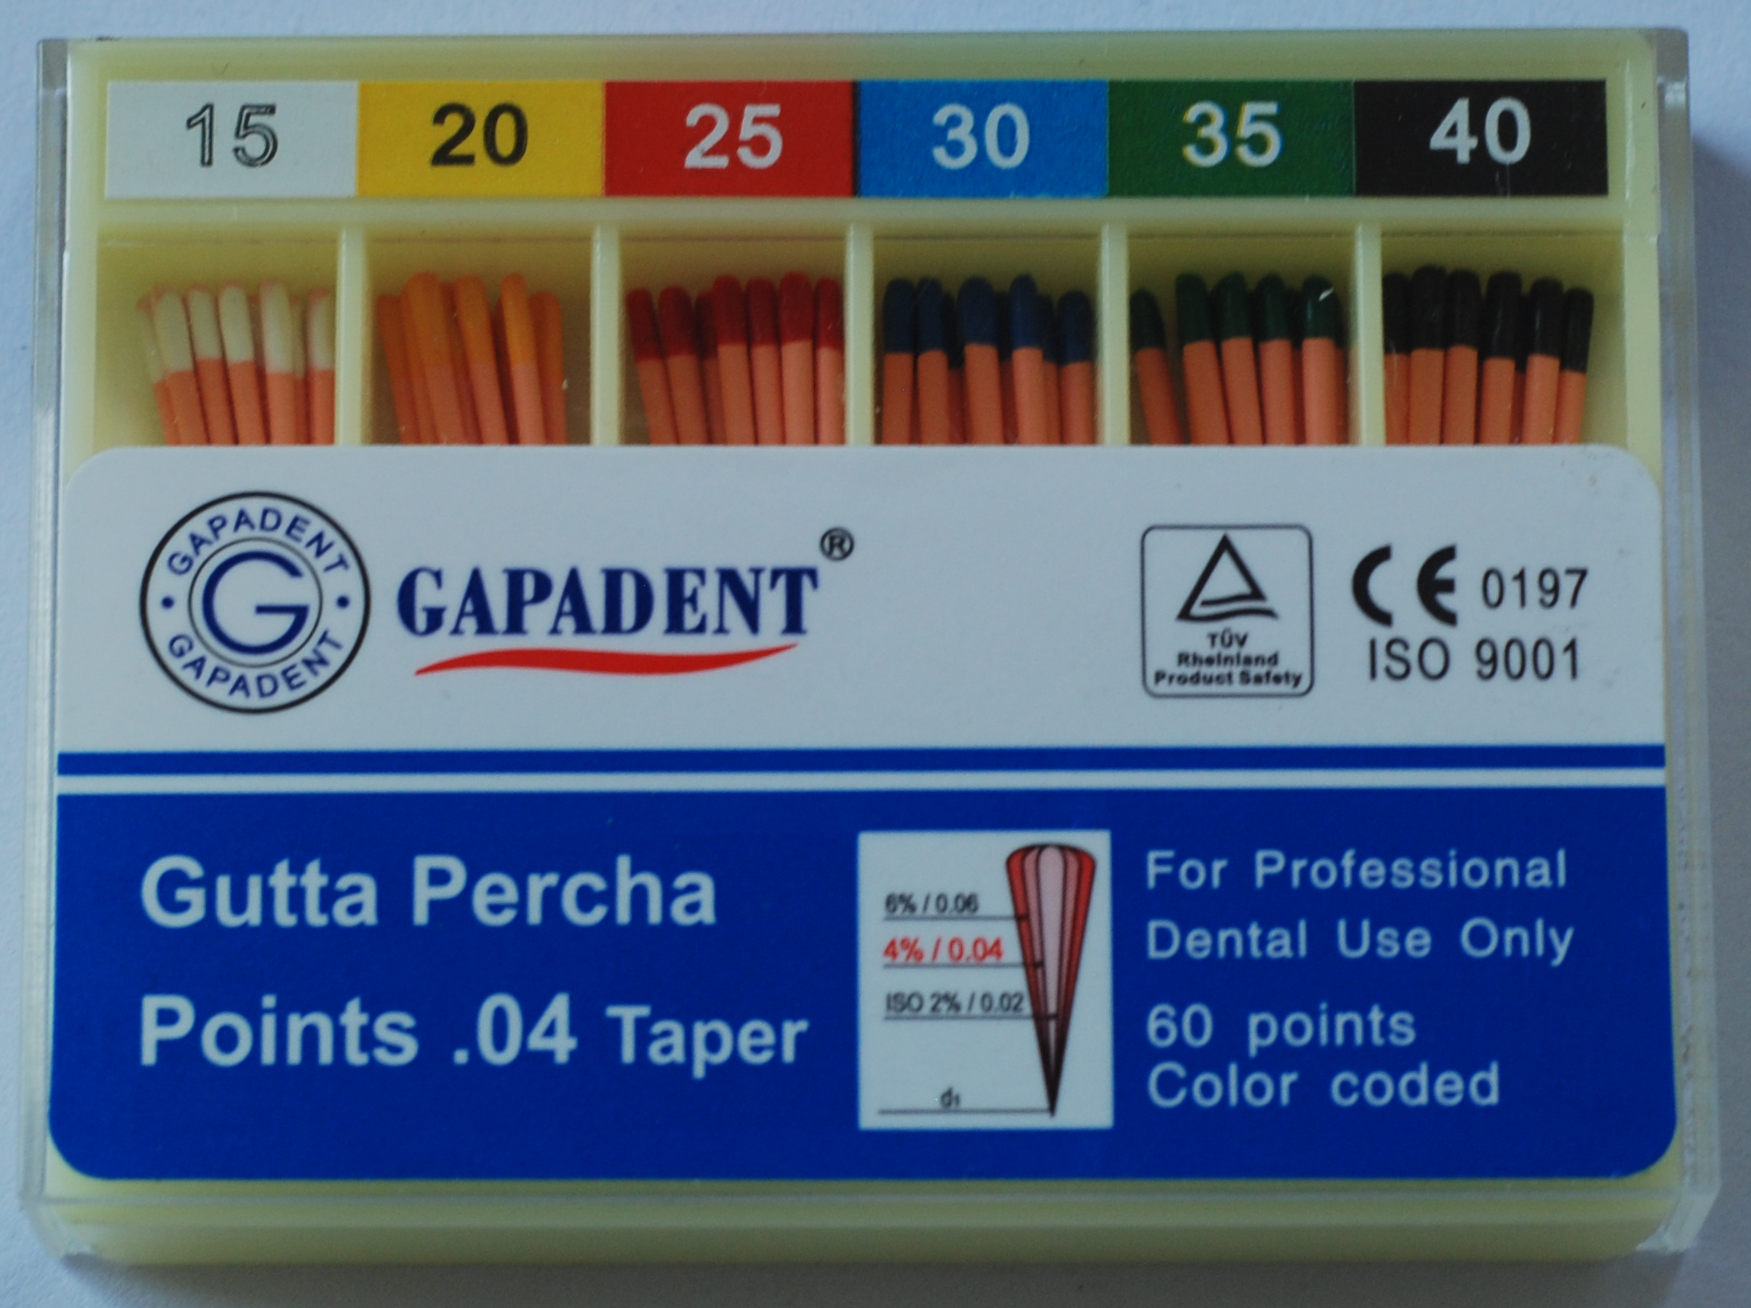 15 20 25 30 35 40
GAPADENT
G
GAPADENT
GAPADENT®
TÜV
Rheinland
Product Safety
CE 0197
ISO 9001
Gutta Percha
Points .04 Taper
6% / 0.06
4% / 0.04
ISO 2% / 0.02
d₁
For Professional
Dental Use Only
60 points
Color coded